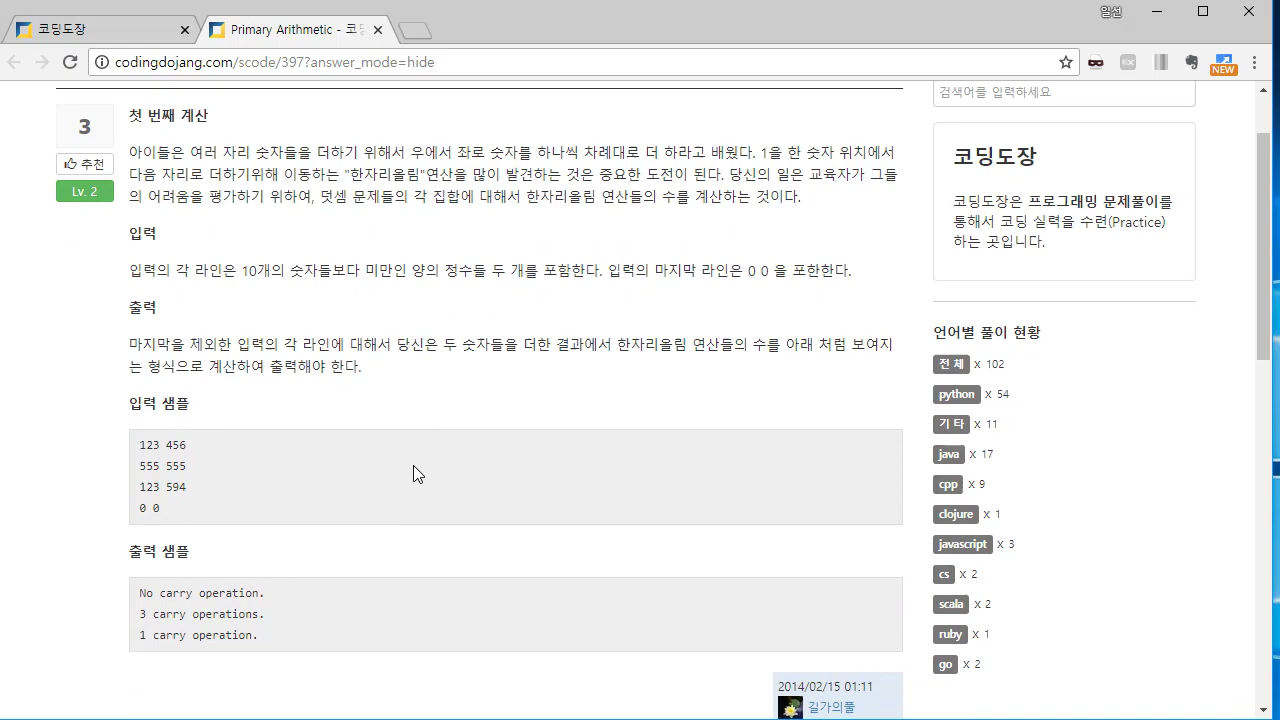 코딩도장
Primary Arithmetic - 코
일선
codingdojang.com/scode/397?answer_mode=hide
NEW
3
추천
Lv. 2
첫 번째 계산
아이들은 여러 자리 숫자들을 더하기 위해서 우에서 좌로 숫자를 하나씩 차례대로 더 하라고 배웠다. 1을 한 숫자 위치에서
다음 자리로 더하기위해 이동하는 "한자리올림"연산을 많이 발견하는 것은 중요한 도전이 된다. 당신의 일은 교육자가 그들
의 어려움을 평가하기 위하여, 덧셈 문제들의 각 집합에 대해서 한자리올림 연산들의 수를 계산하는 것이다.
입력
입력의 각 라인은 10개의 숫자들보다 미만인 양의 정수들 두 개를 포함한다. 입력의 마지막 라인은 0 0 을 포한한다.
출력
마지막을 제외한 입력의 각 라인에 대해서 당신은 두 숫자들을 더한 결과에서 한자리올림 연산들의 수를 아래 처럼 보여지
는 형식으로 계산하여 출력해야 한다.
입력 샘플
123 456
555 555
123 594
0 0
출력 샘플
No carry operation.
3 carry operations.
1 carry operation.
2014/02/15 01:11
길가의풀
검색어를 입력하세요
코딩도장
코딩도장은 프로그래밍 문제풀이를
통해서 코딩 실력을 수련(Practice)
하는 곳입니다.
언어별 풀이 현황
전 체 x 102
python x 54
기 타 x 11
java x 17
cpp x 9
clojure x 1
javascript x 3
cs x 2
scala x 2
ruby x 1
go x 2